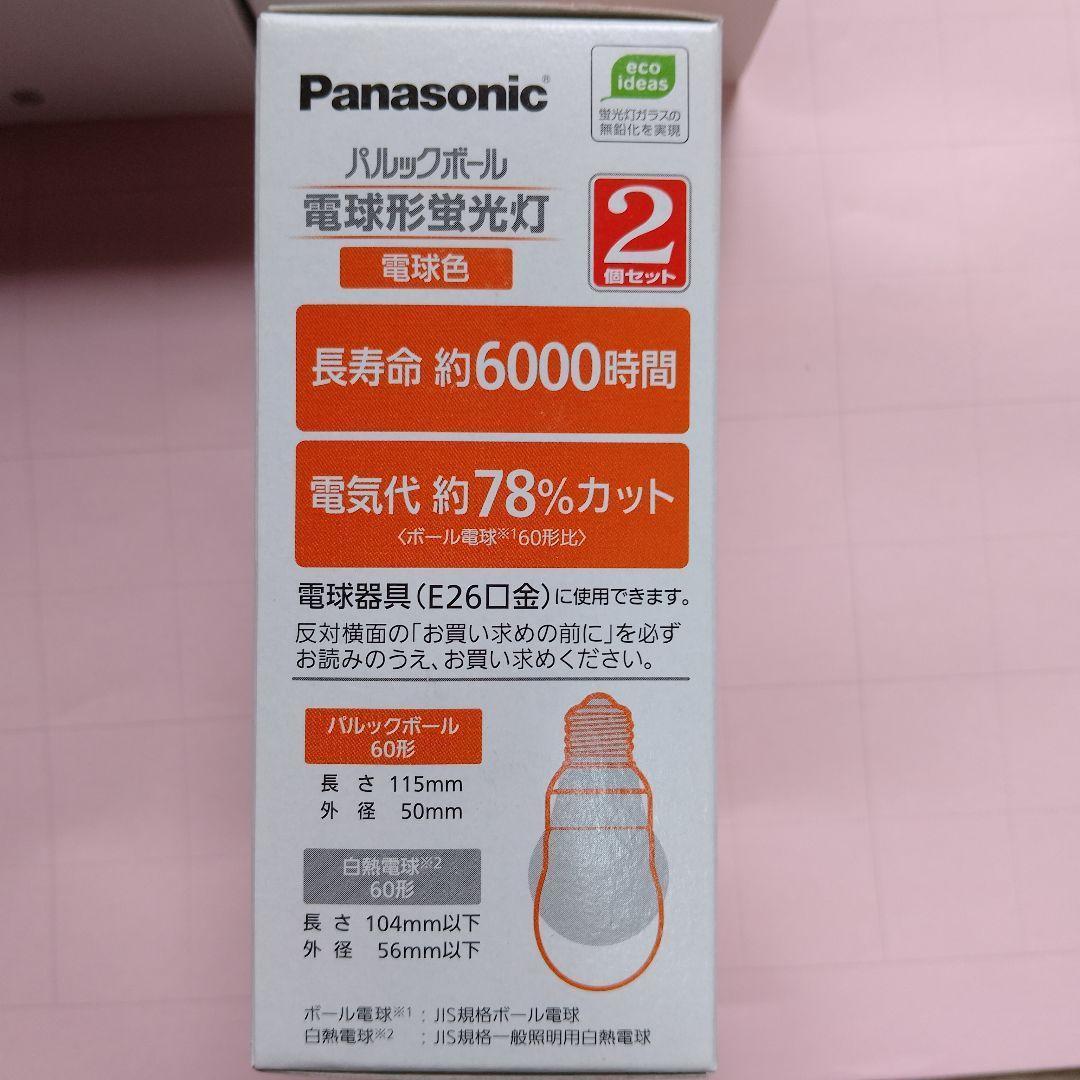 Panasonic®
eco
ideas
蛍光灯ガラスの
無鉛化を実現
パルックボール
電球形蛍光灯
電球色
2
個セット
長寿命 約6000時間
電気代 約78%カット
〈ボール電球※1 60形比〉
電球器具(E26口金)に使用できます。
反対横面の「お買い求めの前に」を必ず
お読みのうえ、お買い求めください。
パルックボール
60形
長さ 115mm
外径 50mm
白熱電球※2
60形
長さ 104mm以下
外径 56mm以下
ボール電球※1 : JIS規格ボール電球
白熱電球※2 : JIS規格一般照明用白熱電球